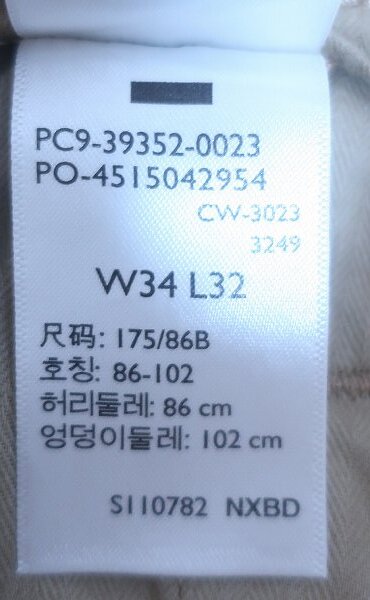 PC9-39352-0023
PO-4515042954
CW-3023
3249
W34 L32
尺码: 175/86B
호칭: 86-102
허리둘레: 86 cm
엉덩이둘레: 102 cm
S110782 NXBD